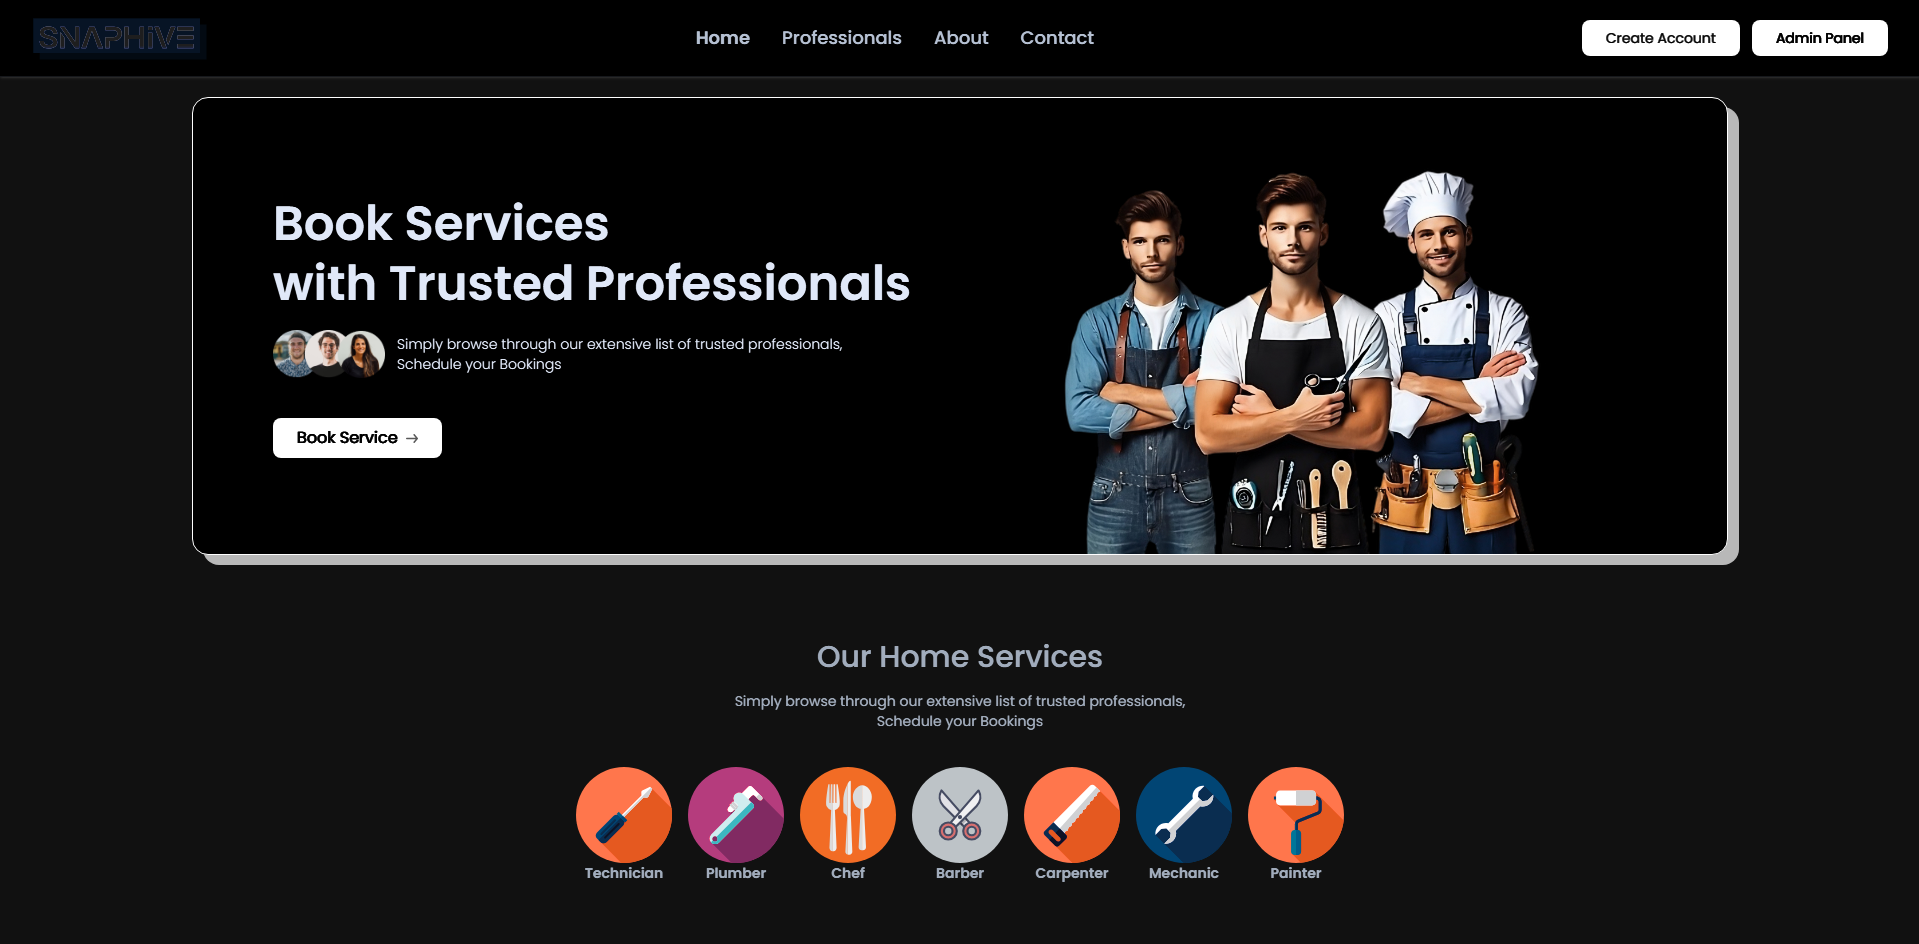 SNAPHIVE
Home
Professionals
About
Contact
Create Account
Admin Panel
Book Services
with Trusted Professionals
Simply browse through our extensive list of trusted professionals,
Schedule your Bookings
Book Service →
Our Home Services
Simply browse through our extensive list of trusted professionals,
Schedule your Bookings
Technician
Plumber
Chef
Barber
Carpenter
Mechanic
Painter